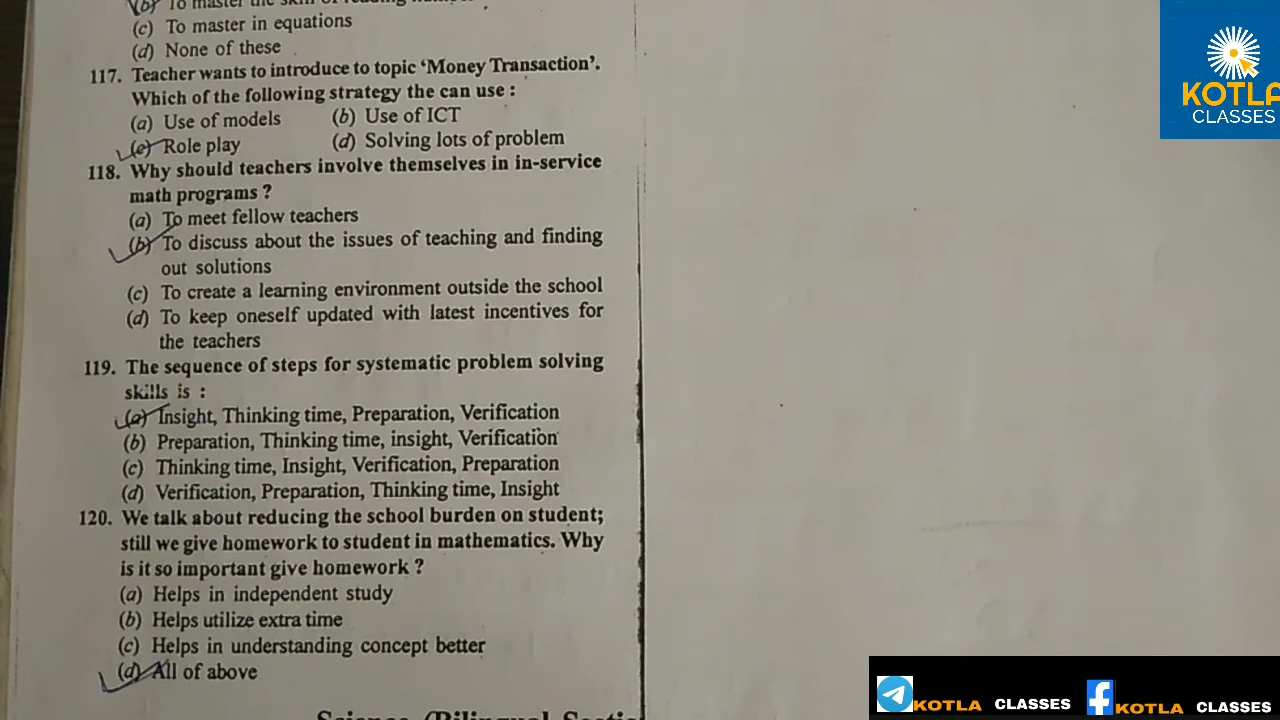 (b) To master the skill of reading
(c) To master in equations
(d) None of these
117. Teacher wants to introduce to topic ‘Money Transaction’.
Which of the following strategy the can use :
(a) Use of models (b) Use of ICT
(c) Role play (d) Solving lots of problem
118. Why should teachers involve themselves in in-service
math programs ?
(a) To meet fellow teachers
(b) To discuss about the issues of teaching and finding
out solutions
(c) To create a learning environment outside the school
(d) To keep oneself updated with latest incentives for
the teachers
119. The sequence of steps for systematic problem solving
skills is :
(a) Insight, Thinking time, Preparation, Verification
(b) Preparation, Thinking time, insight, Verification
(c) Thinking time, Insight, Verification, Preparation
(d) Verification, Preparation, Thinking time, Insight
120. We talk about reducing the school burden on student;
still we give homework to student in mathematics. Why
is it so important give homework ?
(a) Helps in independent study
(b) Helps utilize extra time
(c) Helps in understanding concept better
(d) All of above
Science (Bilingual
KOTLA
CLASSES
KOTLA CLASSES
KOTLA CLASSES